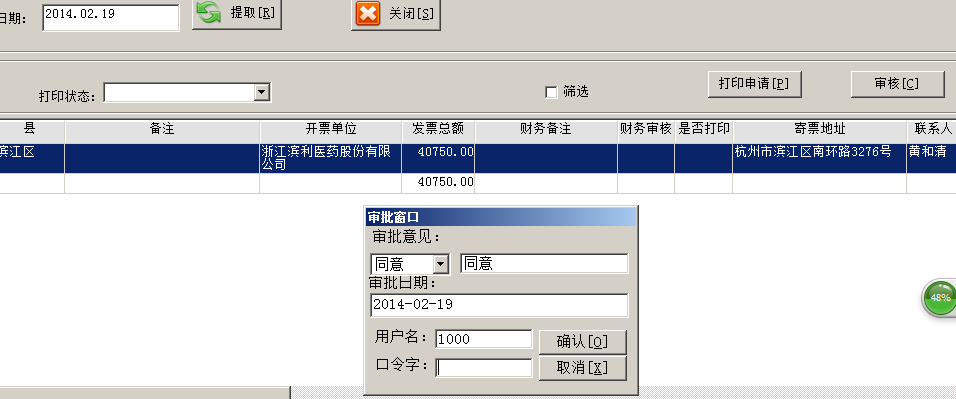 日期: 2014.02.19 提取[R] 关闭[S]
打印状态: 筛选 打印申请[P] 审核[C]
县 备注 开票单位 发票总额 财务备注 财务审核 是否打印 寄票地址 联系人
滨江区 浙江滨利医药股份有限公司 40750.00 杭州市滨江区南环路3276号 黄和清
40750.00
审批窗口
审批意见:
同意 同意
审批日期:
2014-02-19
用户名: 1000 确认[O]
口令字: 取消[X]
48%